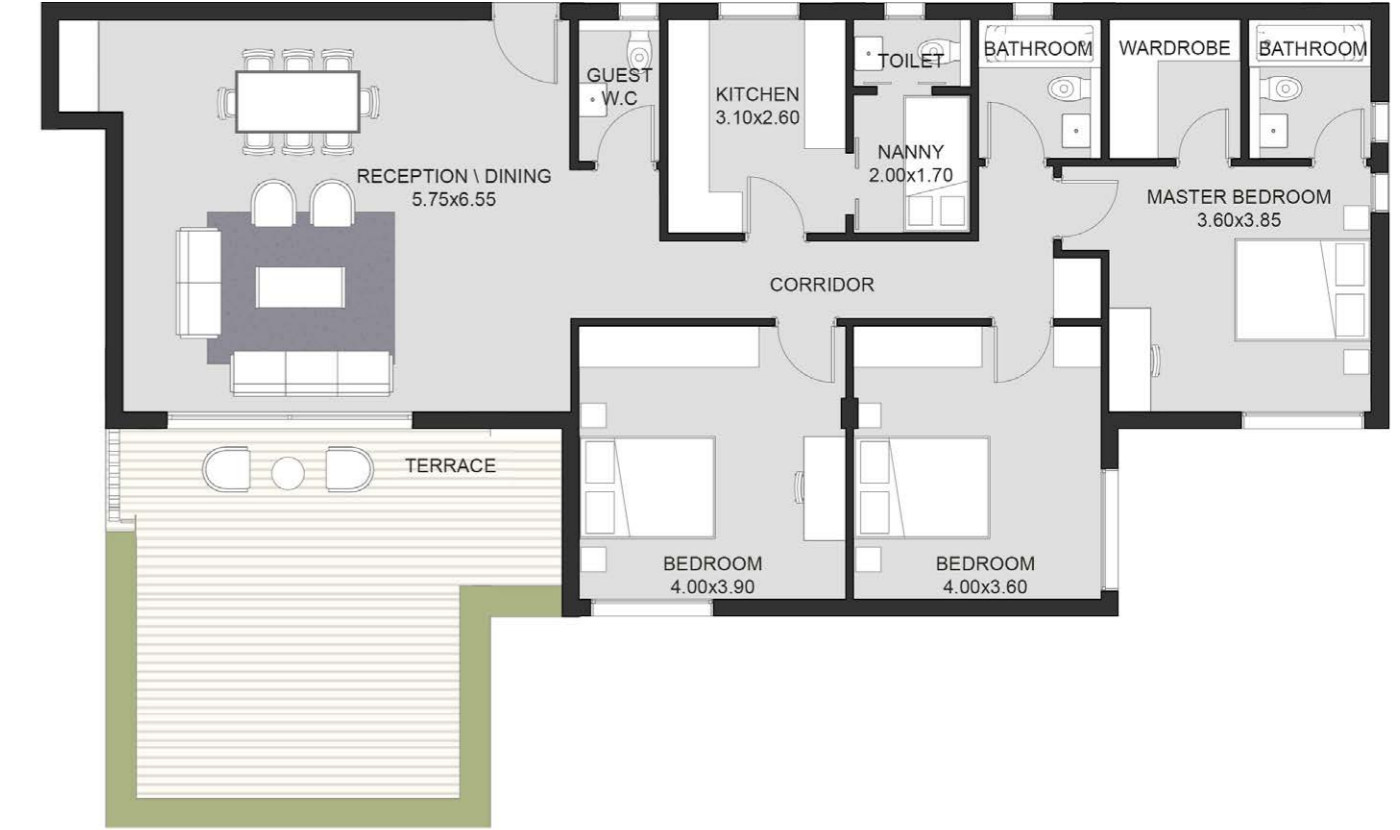 GUEST
W.C
KITCHEN
3.10x2.60
TOILET
BATHROOM
WARDROBE
BATHROOM
RECEPTION \ DINING
5.75x6.55
NANNY
2.00x1.70
MASTER BEDROOM
3.60x3.85
CORRIDOR
TERRACE
BEDROOM
4.00x3.90
BEDROOM
4.00x3.60